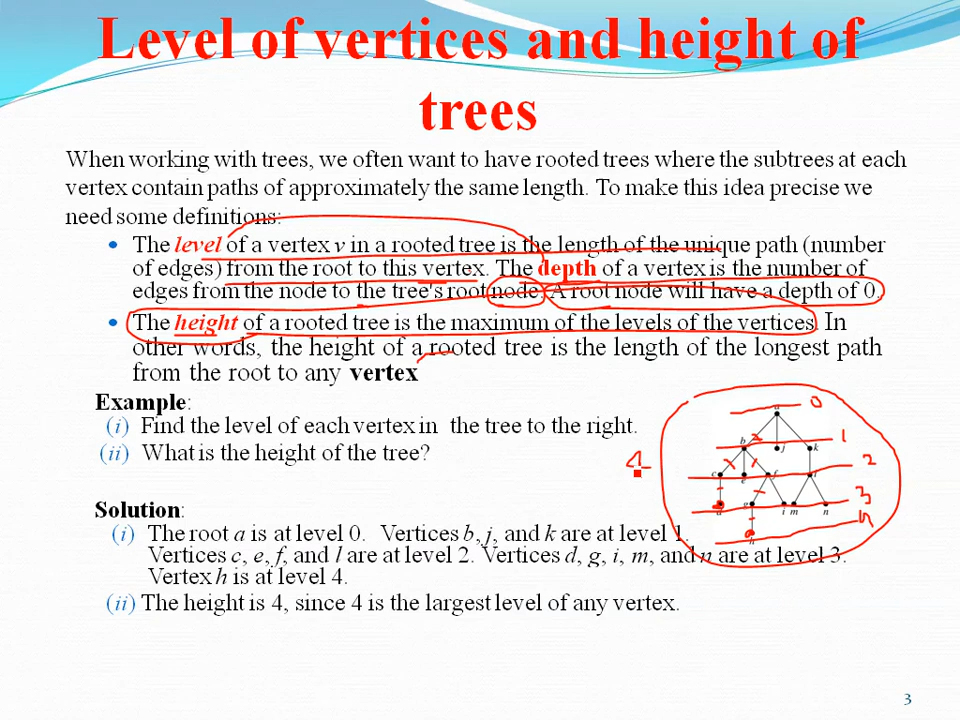 Level of vertices and height of
trees
When working with trees, we often want to have rooted trees where the subtrees at each
vertex contain paths of approximately the same length. To make this idea precise we
need some definitions:
• The level of a vertex v in a rooted tree is the length of the unique path (number
of edges) from the root to this vertex. The depth of a vertex is the number of
edges from the node to the tree's root node. A root node will have a depth of 0.
• The height of a rooted tree is the maximum of the levels of the vertices. In
other words, the height of a rooted tree is the length of the longest path
from the root to any vertex
Example:
(i) Find the level of each vertex in the tree to the right.
(ii) What is the height of the tree?
Solution:
(i) The root a is at level 0. Vertices b, j, and k are at level 1.
Vertices c, e, f, and l are at level 2. Vertices d, g, i, m, and n are at level 3.
Vertex h is at level 4.
(ii) The height is 4, since 4 is the largest level of any vertex.
a 0
b j k 1
c e f l 2
4
d g i m n 3
h 4
3